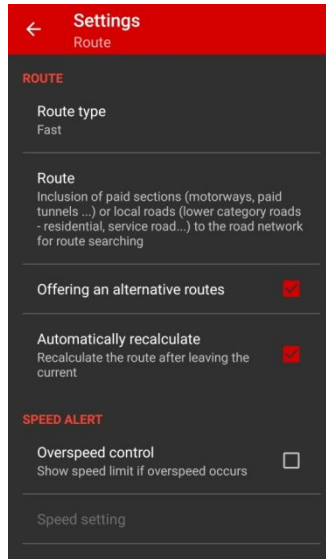 Settings
Route
ROUTE
Route type
Fast
Route
Inclusion of paid sections (motorways, paid
tunnels ...) or local roads (lower category roads
- residential, service road...) to the road network
for route searching
Offering an alternative routes
Automatically recalculate
Recalculate the route after leaving the
current
SPEED ALERT
Overspeed control
Show speed limit if overspeed occurs
Speed setting